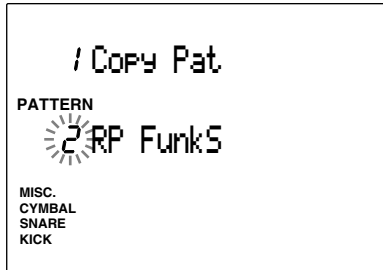 1 Copy Pat
PATTERN
2 RP FunkS
MISC.
CYMBAL
SNARE
KICK